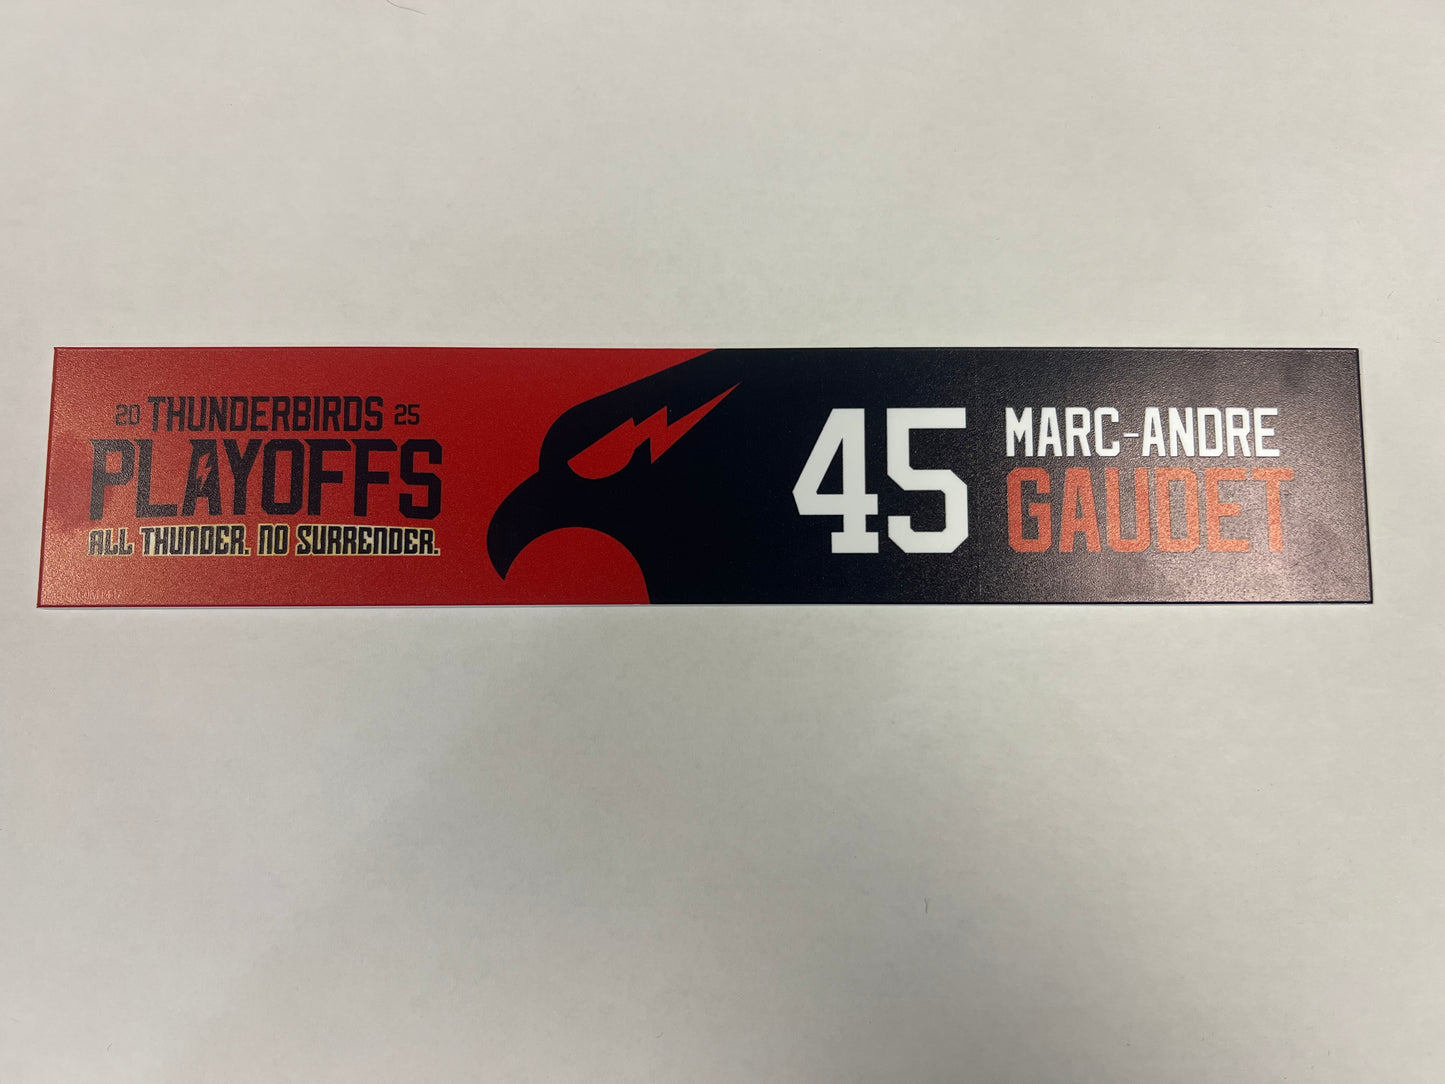 20 THUNDERBIRDS 25
PLAYOFFS
ALL THUNDER. NO SURRENDER.
45
MARC-ANDRE
GAUDET